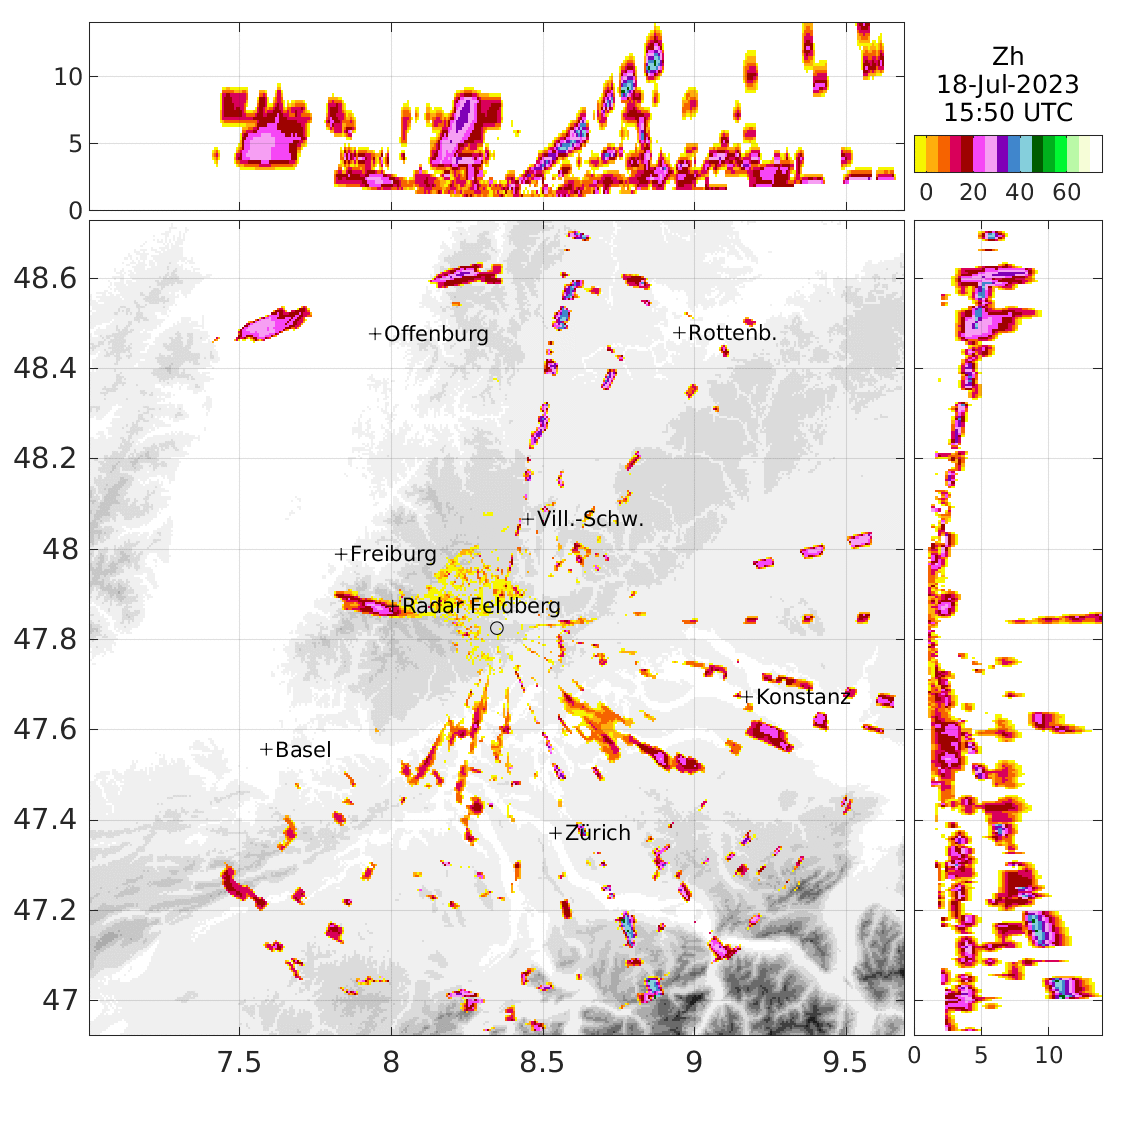 10
5
0
Zh
18-Jul-2023
15:50 UTC
0 20 40 60
48.6
48.4
48.2
48
47.8
47.6
47.4
47.2
47
+Offenburg
+Rottenb.
+Vill.-Schw.
+Freiburg
+Radar Feldberg
+Konstanz
+Basel
+Zürich
7.5 8 8.5 9 9.5
0 5 10